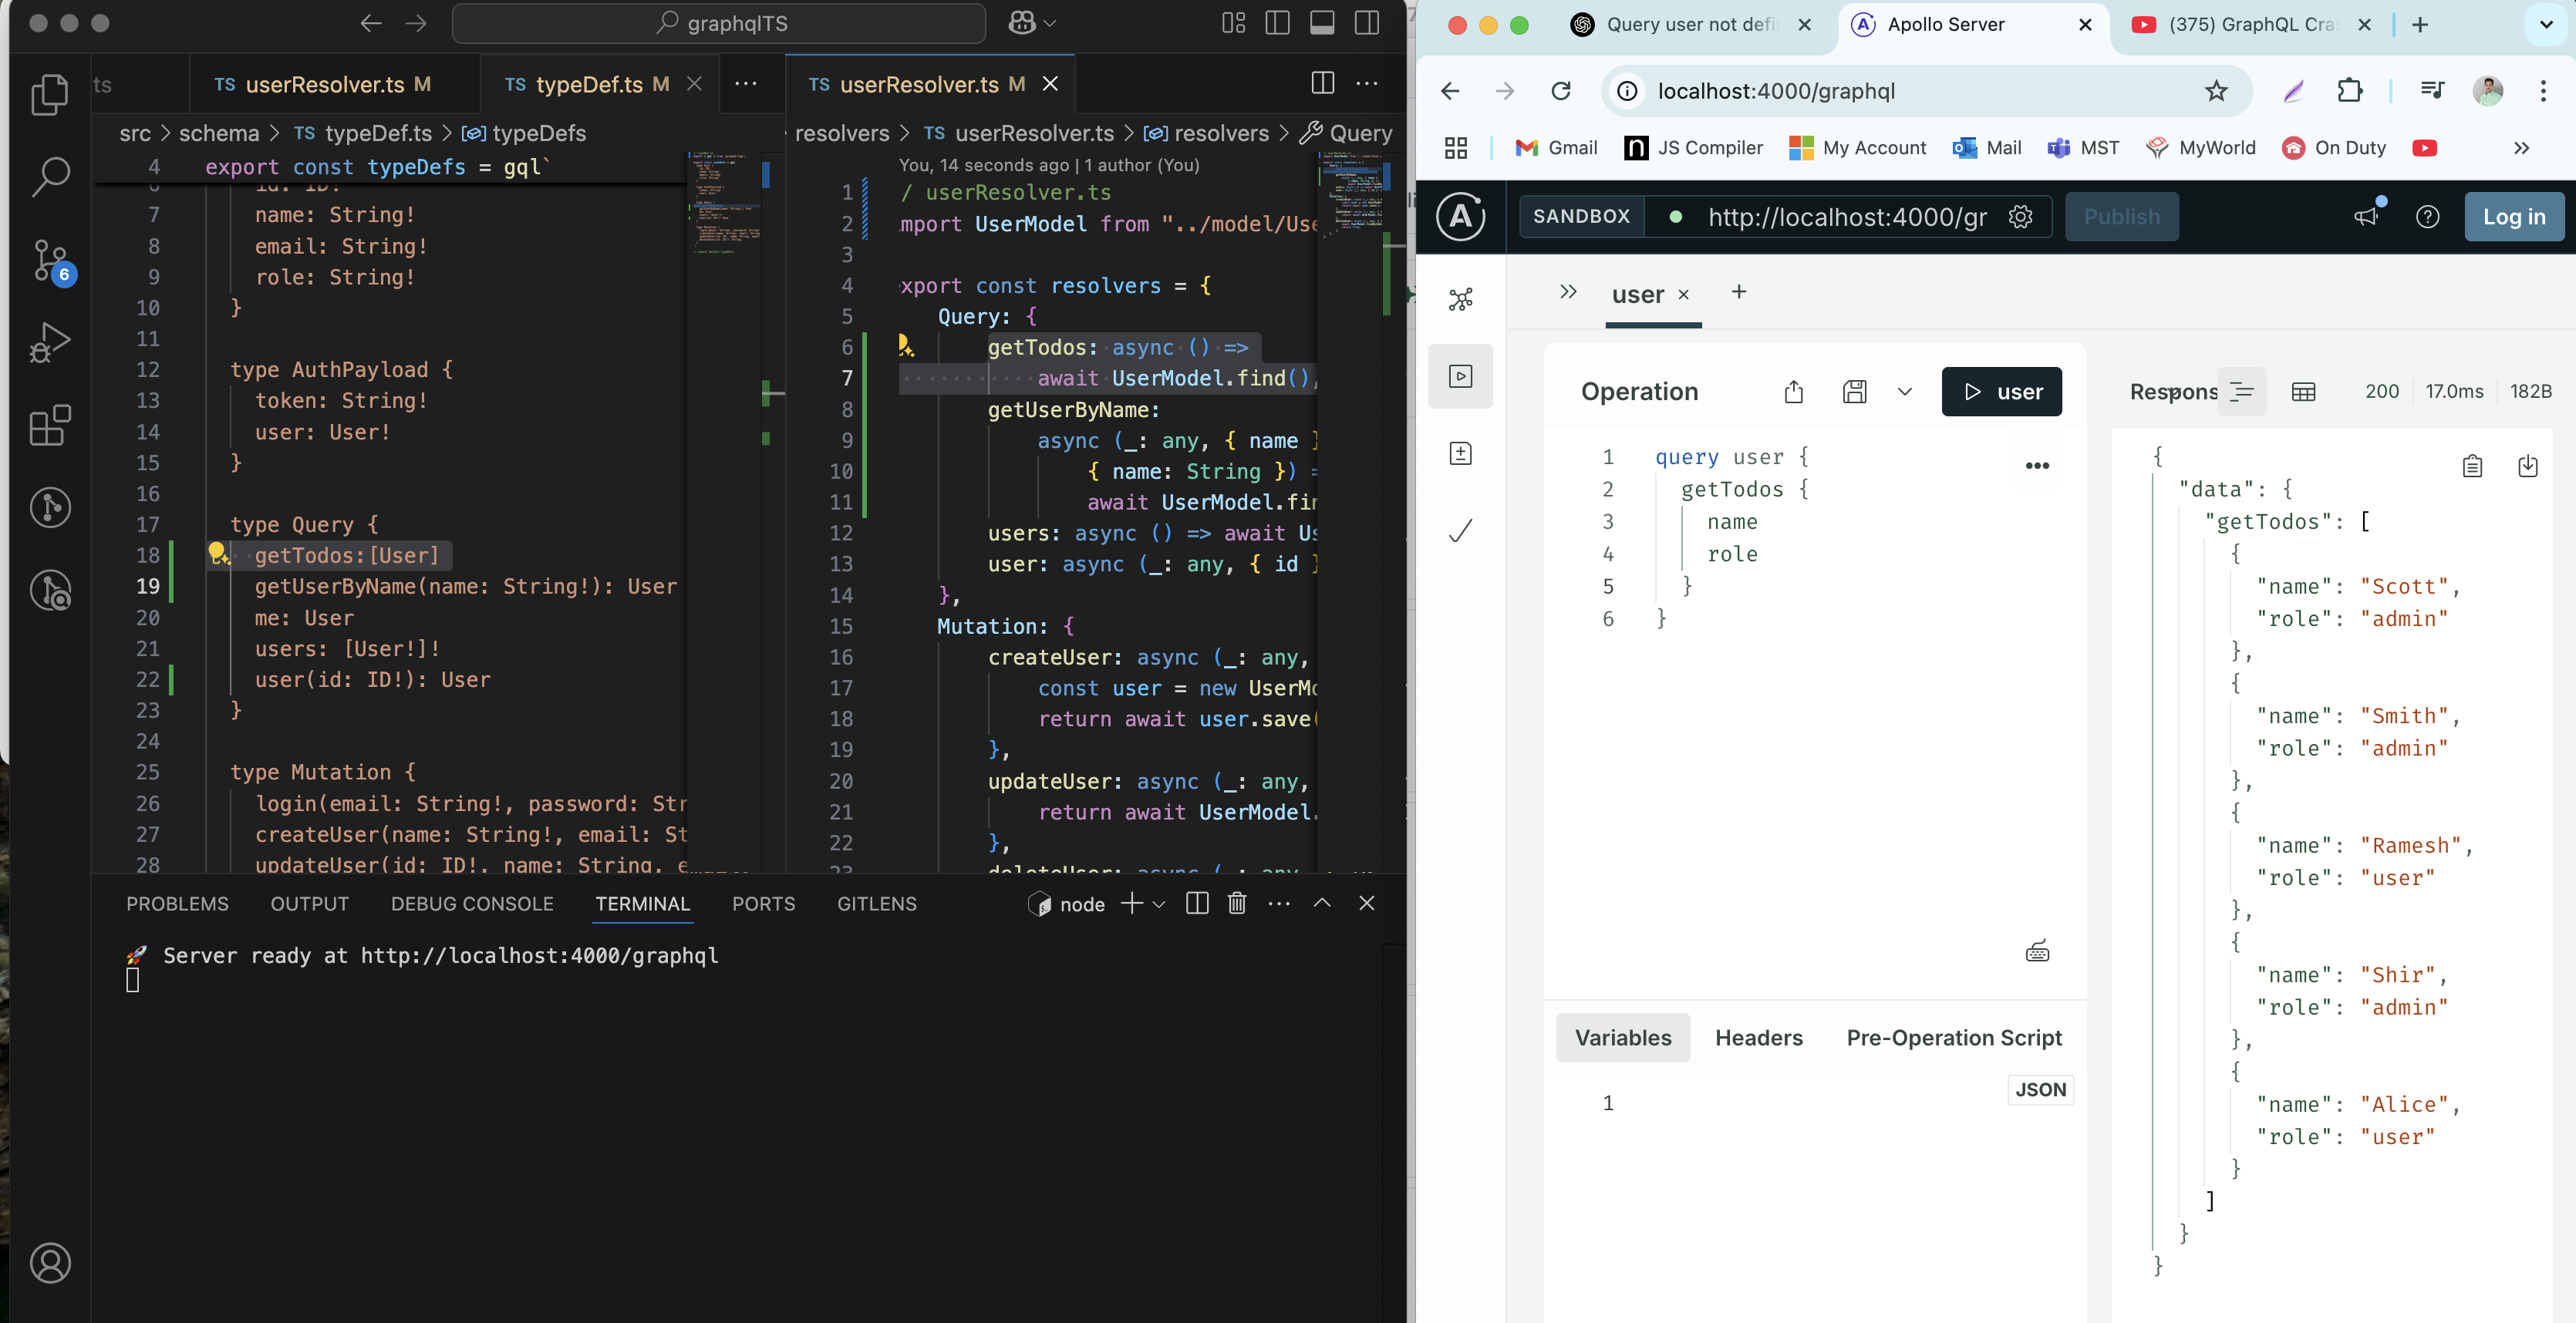 graphqlTS
ts
TS userResolver.ts M
TS typeDef.ts M
src > schema > TS typeDef.ts > typeDefs
4 export const typeDefs = gql`
id: ID!
7 name: String!
8 email: String!
9 role: String!
10 }
11
12 type AuthPayload {
13 token: String!
14 user: User!
15 }
16
17 type Query {
18 getTodos:[User]
19 getUserByName(name: String!): User
20 me: User
21 users: [User!]!
22 user(id: ID!): User
23 }
24
25 type Mutation {
26 login(email: String!, password: Str
27 createUser(name: String!, email: St
28 updateUser(id: ID!, name: String, e
6
TS userResolver.ts M
resolvers > TS userResolver.ts > resolvers > Query
You, 14 seconds ago | 1 author (You)
1 / userResolver.ts
2 mport UserModel from "../model/Use
3
4 xport const resolvers = {
5 Query: {
6 getTodos: async () =>
7 await UserModel.find(),
8 getUserByName:
9 async (_: any, { name }
10 { name: String }) =
11 await UserModel.fin
12 users: async () => await Us
13 user: async (_: any, { id }
14 },
15 Mutation: {
16 createUser: async (_: any,
17 const user = new UserMo
18 return await user.save(
19 },
20 updateUser: async (_: any,
21 return await UserModel.
22 },
23 deleteUser: async (_: any
PROBLEMS OUTPUT DEBUG CONSOLE TERMINAL PORTS GITLENS
node
🚀 Server ready at http://localhost:4000/graphql
Query user not defi
Apollo Server
(375) GraphQL Cra
localhost:4000/graphql
Gmail
JS Compiler
My Account
Mail
MST
MyWorld
On Duty
SANDBOX
http://localhost:4000/gr
Publish
Log in
user
Operation
user
1 query user {
2 getTodos {
3 name
4 role
5 }
6 }
Variables Headers Pre-Operation Script
1
JSON
Respons
200 17.0ms 182B
{
"data": {
"getTodos": [
{
"name": "Scott",
"role": "admin"
},
{
"name": "Smith",
"role": "admin"
},
{
"name": "Ramesh",
"role": "user"
},
{
"name": "Shir",
"role": "admin"
},
{
"name": "Alice",
"role": "user"
}
]
}
}